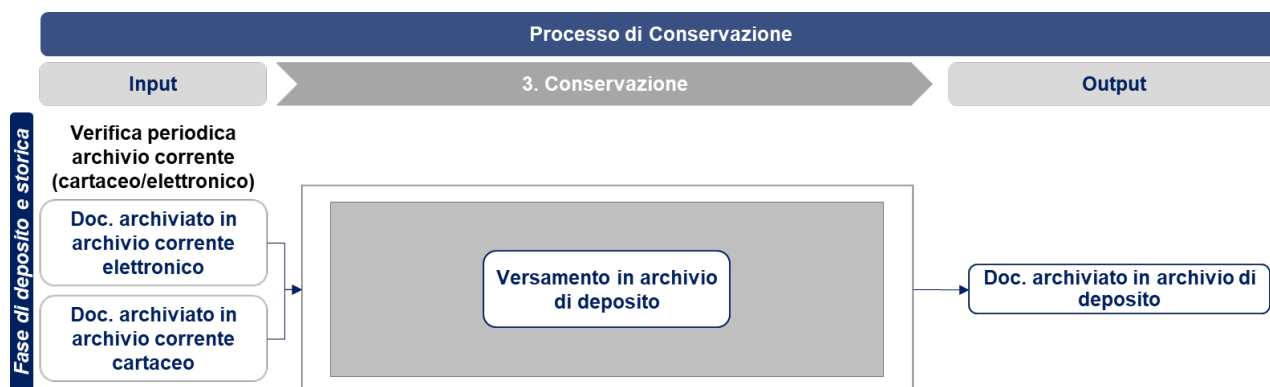 Processo di Conservazione
Input
3. Conservazione
Output
Fase di deposito e storica
Verifica periodica
archivio corrente
(cartaceo/elettronico)
Doc. archiviato in
archivio corrente
elettronico
Doc. archiviato in
archivio corrente
cartaceo
Versamento in archivio
di deposito
Doc. archiviato in archivio di
deposito